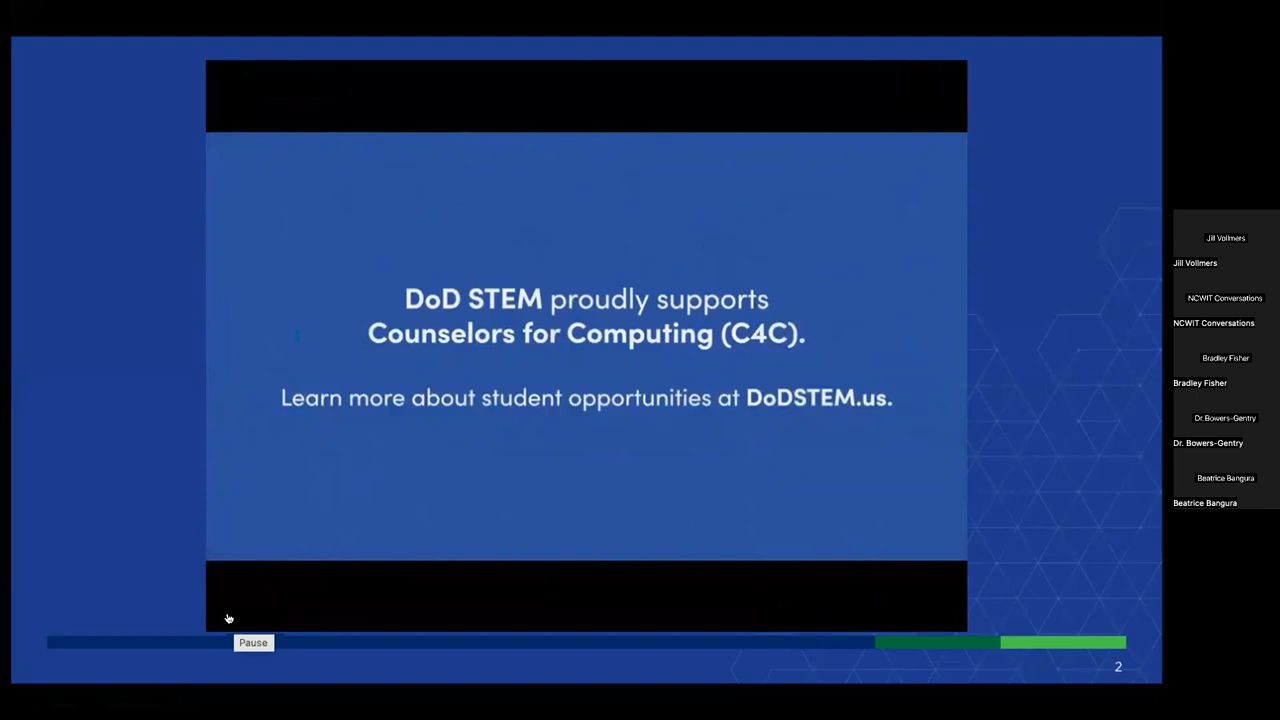 DoD STEM proudly supports
Counselors for Computing (C4C).
Learn more about student opportunities at DoDSTEM.us.
Pause
2
Jill Vollmers
Jill Vollmers
NCWIT Conversations
NCWIT Conversations
Bradley Fisher
Bradley Fisher
Dr. Bowers-Gentry
Dr. Bowers-Gentry
Beatrice Bangura
Beatrice Bangura